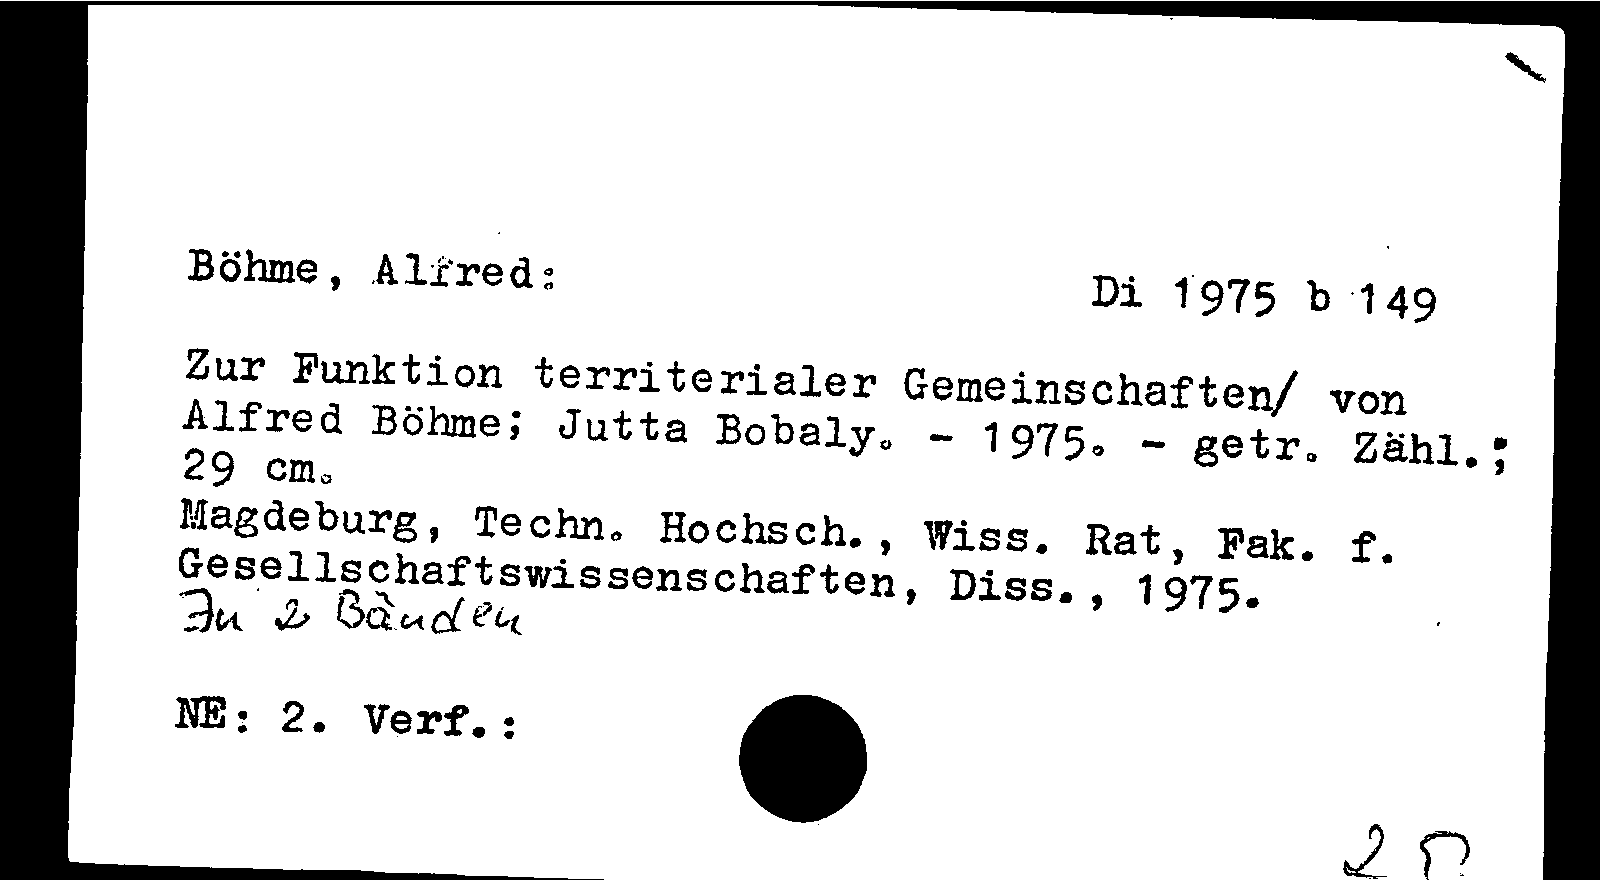 Böhme, Alfred:
Di 1975 b 149
Zur Funktion territerialer Gemeinschaften/ von
Alfred Böhme; Jutta Bobaly. - 1975. - getr. Zähl.;
29 cm.
Magdeburg, Techn. Hochsch., Wiss. Rat, Fak. f.
Gesellschaftswissenschaften, Diss., 1975.
In 2 Bänden
NE: 2. Verf.: